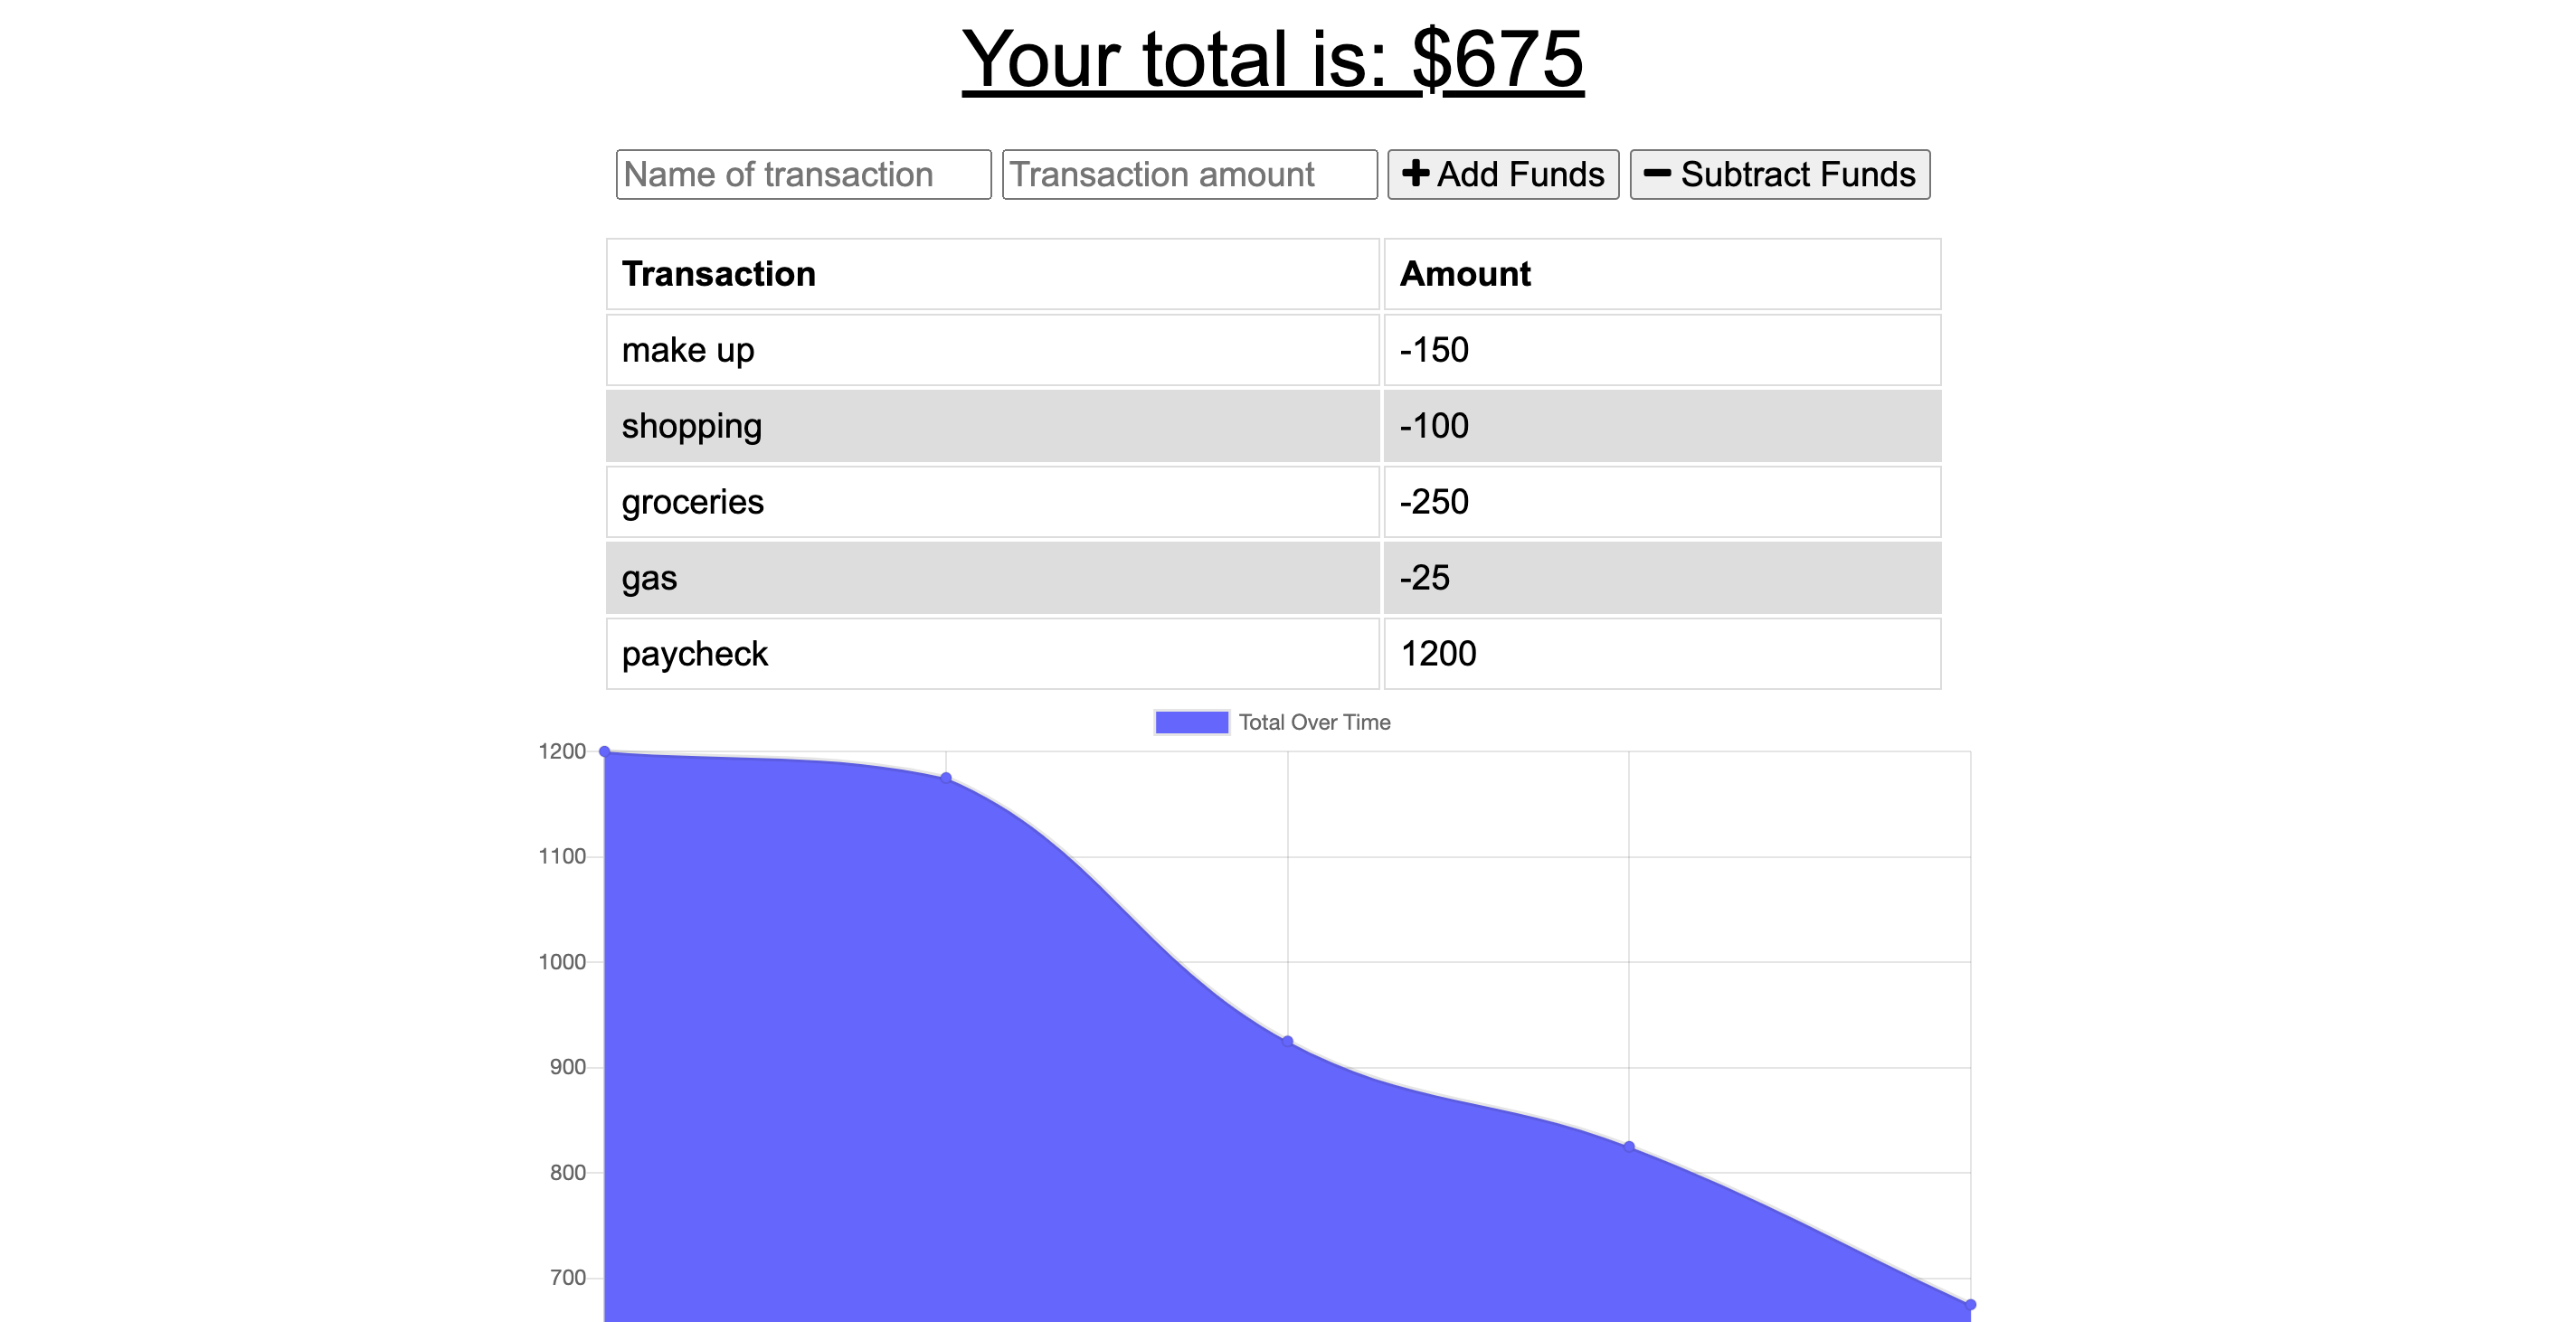 Your total is: $675
Name of transaction Transaction amount + Add Funds − Subtract Funds
Transaction Amount
make up -150
shopping -100
groceries -250
gas -25
paycheck 1200
Total Over Time
1200
1100
1000
900
800
700